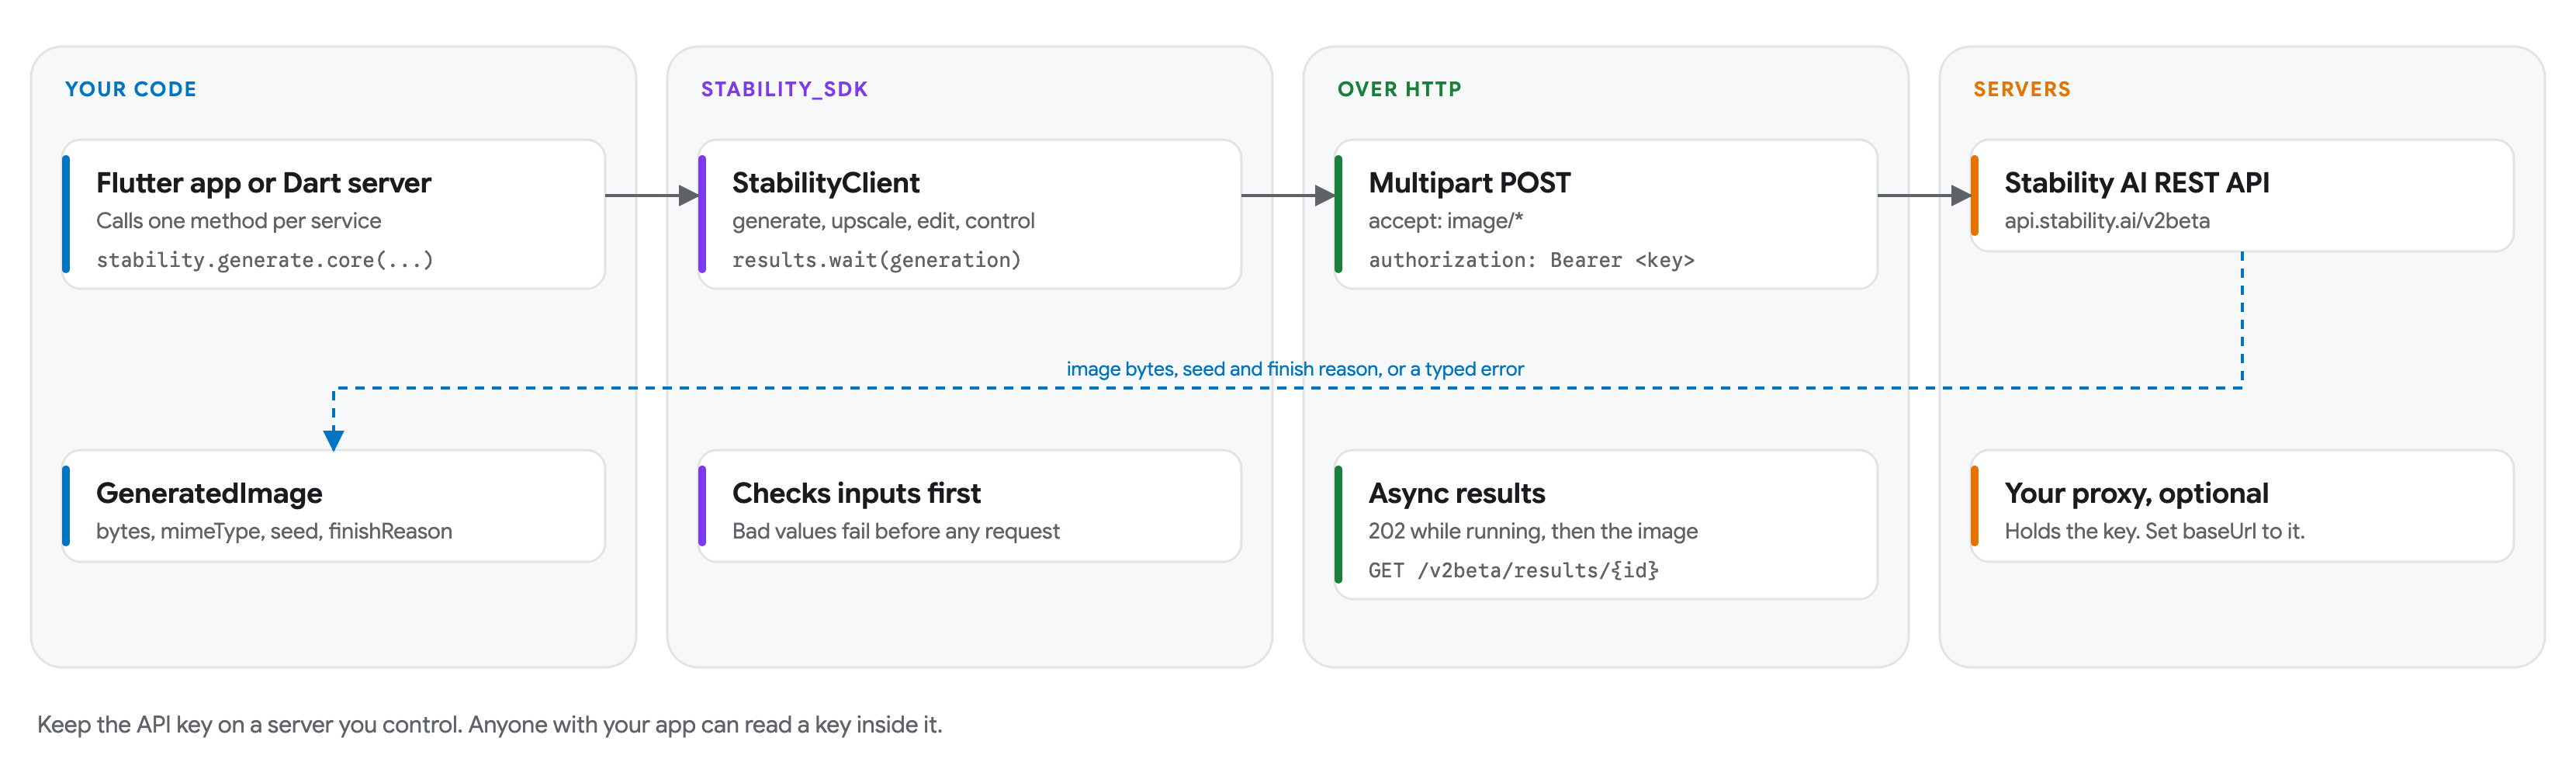 YOUR CODE
Flutter app or Dart server
Calls one method per service
stability.generate.core(...)
GeneratedImage
bytes, mimeType, seed, finishReason
STABILITY_SDK
StabilityClient
generate, upscale, edit, control
results.wait(generation)
image bytes, seed and finish reason, or a typed error
Checks inputs first
Bad values fail before any request
OVER HTTP
Multipart POST
accept: image/*
authorization: Bearer <key>
Async results
202 while running, then the image
GET /v2beta/results/{id}
SERVERS
Stability AI REST API
api.stability.ai/v2beta
Your proxy, optional
Holds the key. Set baseUrl to it.
Keep the API key on a server you control. Anyone with your app can read a key inside it.